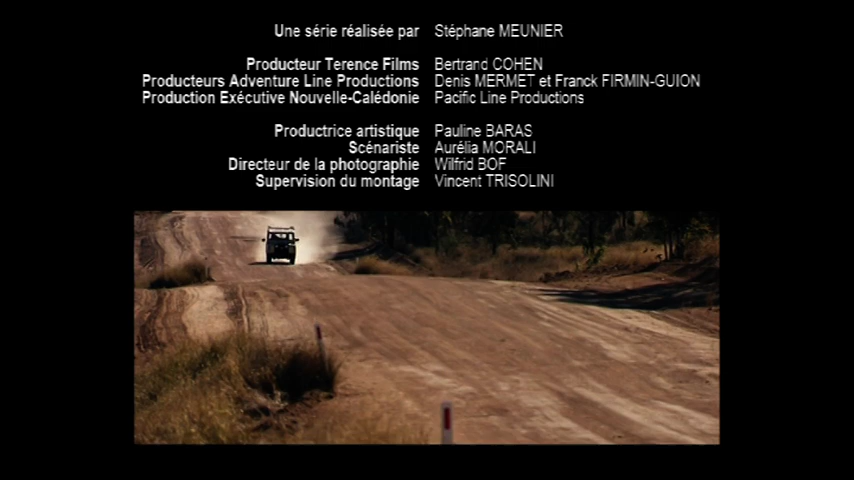 Une série réalisée par Stéphane MEUNIER
Producteur Terence Films Bertrand COHEN
Producteurs Adventure Line Productions Denis MERMET et Franck FIRMIN-GUION
Production Exécutive Nouvelle-Calédonie Pacific Line Productions
Productrice artistique Pauline BARAS
Scénariste Aurélia MORALI
Directeur de la photographie Wilfrid BOF
Supervision du montage Vincent TRISOLINI